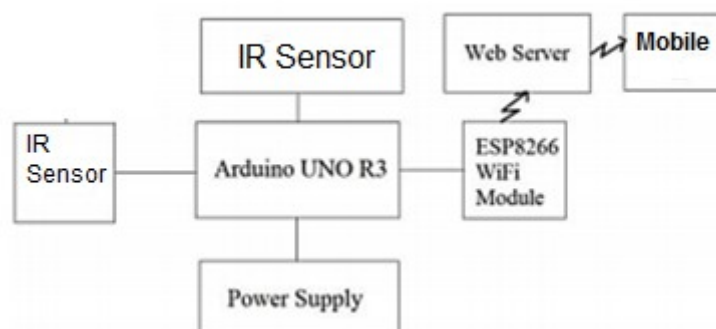 IR Sensor
Web Server
Mobile
IR
Sensor
Arduino UNO R3
ESP8266
WiFi
Module
Power Supply